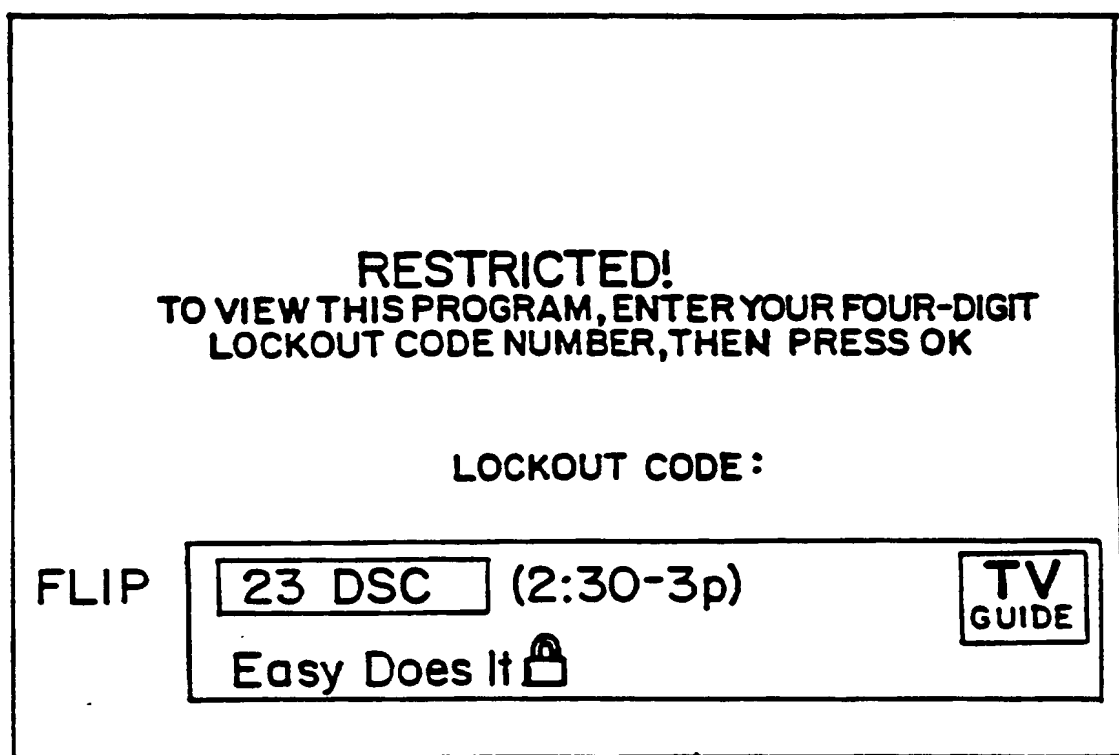 RESTRICTED!
TO VIEW THIS PROGRAM, ENTER YOUR FOUR-DIGIT
LOCKOUT CODE NUMBER, THEN PRESS OK
LOCKOUT CODE:
FLIP
23 DSC (2:30-3p)
TV
GUIDE
Easy Does It